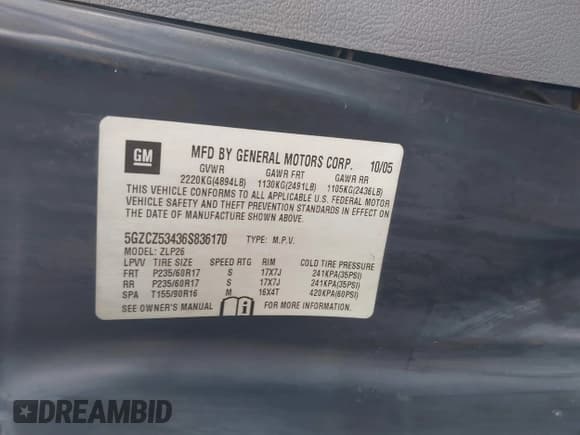 GM
MFD BY GENERAL MOTORS CORP. 10/05
GVWR GAWR FRT GAWR RR
2220KG(4894LB) 1130KG(2491LB) 1105KG(2436LB)
THIS VEHICLE CONFORMS TO ALL APPLICABLE U.S. FEDERAL MOTOR
VEHICLE SAFETY AND THEFT PREVENTION STANDARDS IN EFFECT ON
THE DATE OF MANUFACTURE SHOWN ABOVE.
5GZCZ53436S836170 TYPE: M.P.V.
MODEL: ZLP26
LPVV TIRE SIZE SPEED RTG RIM COLD TIRE PRESSURE
FRT P235/60R17 S 17X7J 241KPA(35PSI)
RR P235/60R17 S 17X7J 241KPA(35PSI)
SPA T155/90R16 M 16X4T 420KPA(60PSI)
SEE OWNER'S MANUAL i FOR MORE INFORMATION.
DREAMBID